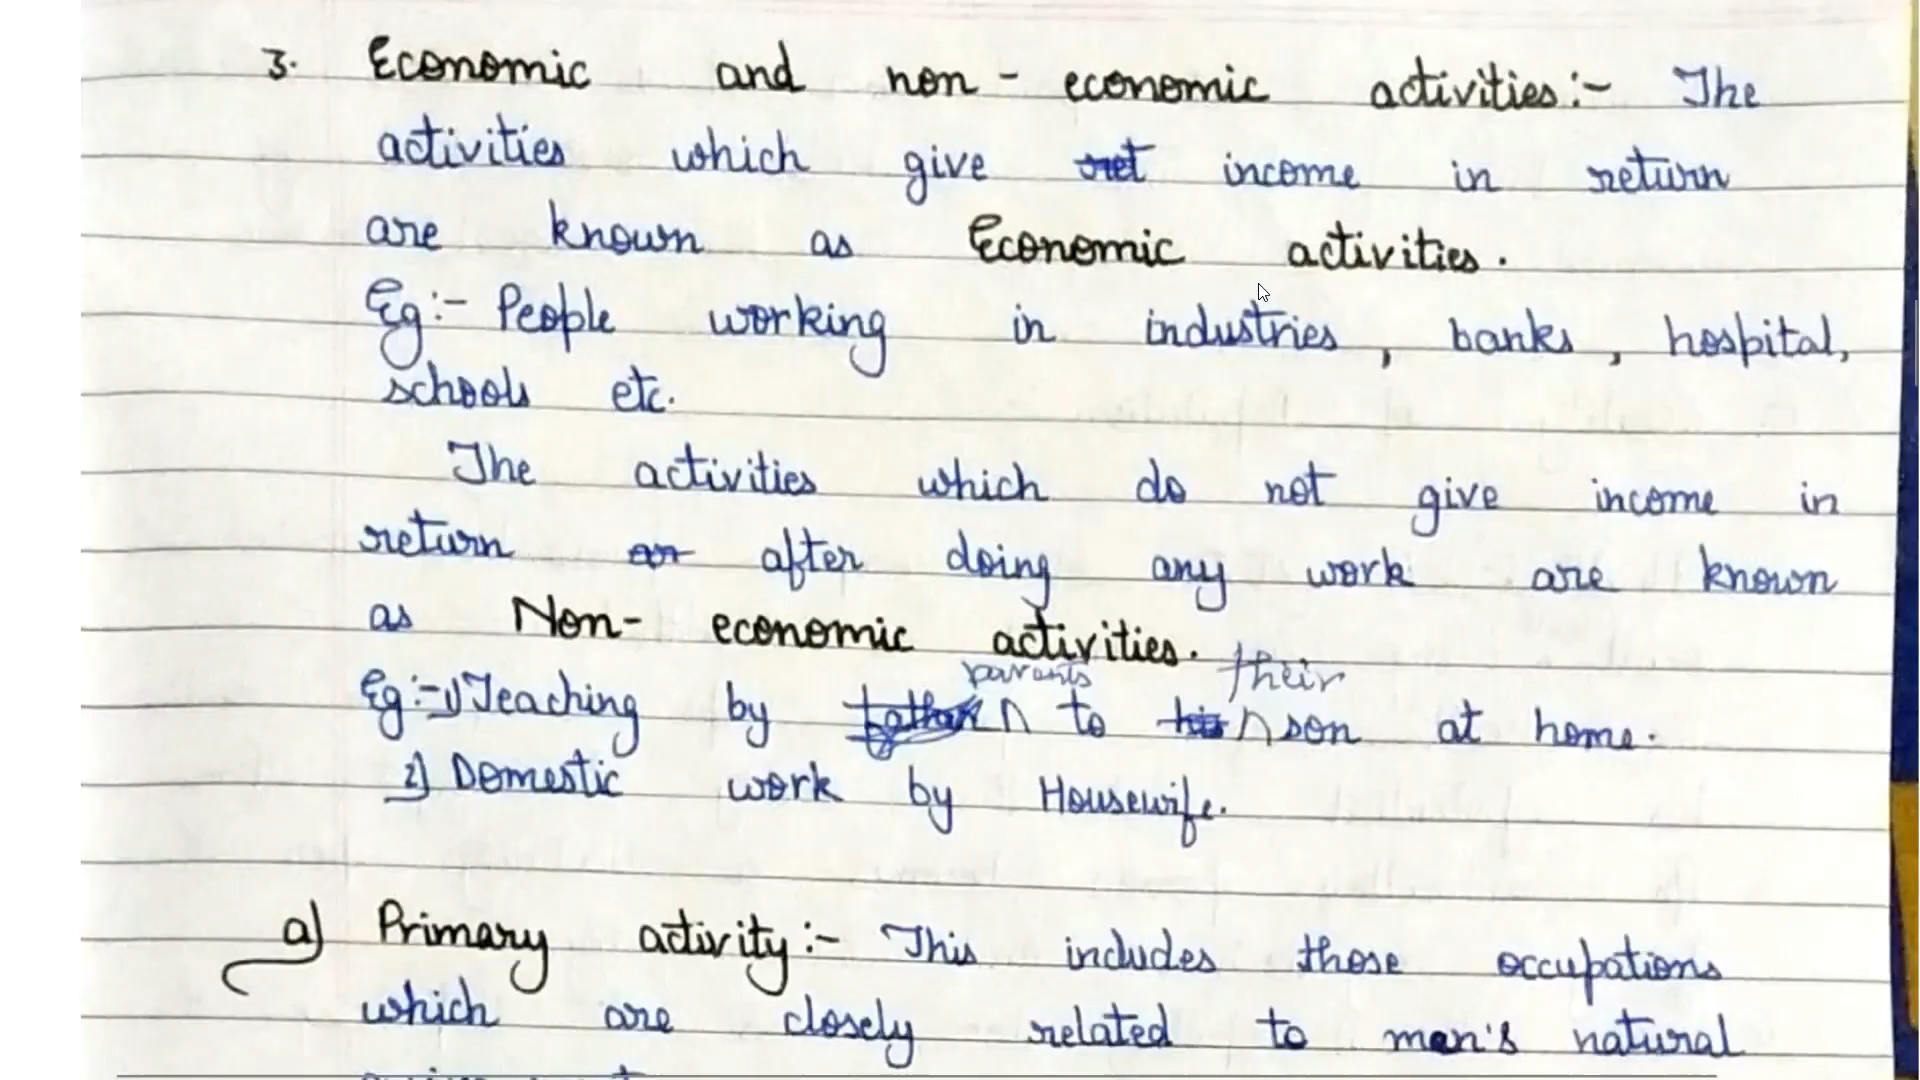 3. Economic and non-economic activities:- The
activities which give income in return
are known as Economic activities.
Eg:- People working in industries, banks, hospital,
schools etc.
The activities which do not give income in
return after doing any work are known
as Non-economic activities.
Eg:-1) Teaching by parents to their son at home.
2) Domestic work by Housewife.
a) Primary activity:- This includes those occupations
which are closely related to man's natural